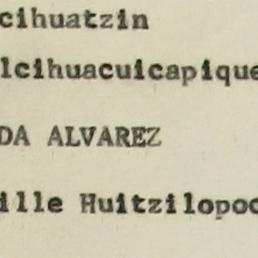 cihuatzin
lcihuacuicapique
DA ALVAREZ
ille Huitzilopoc